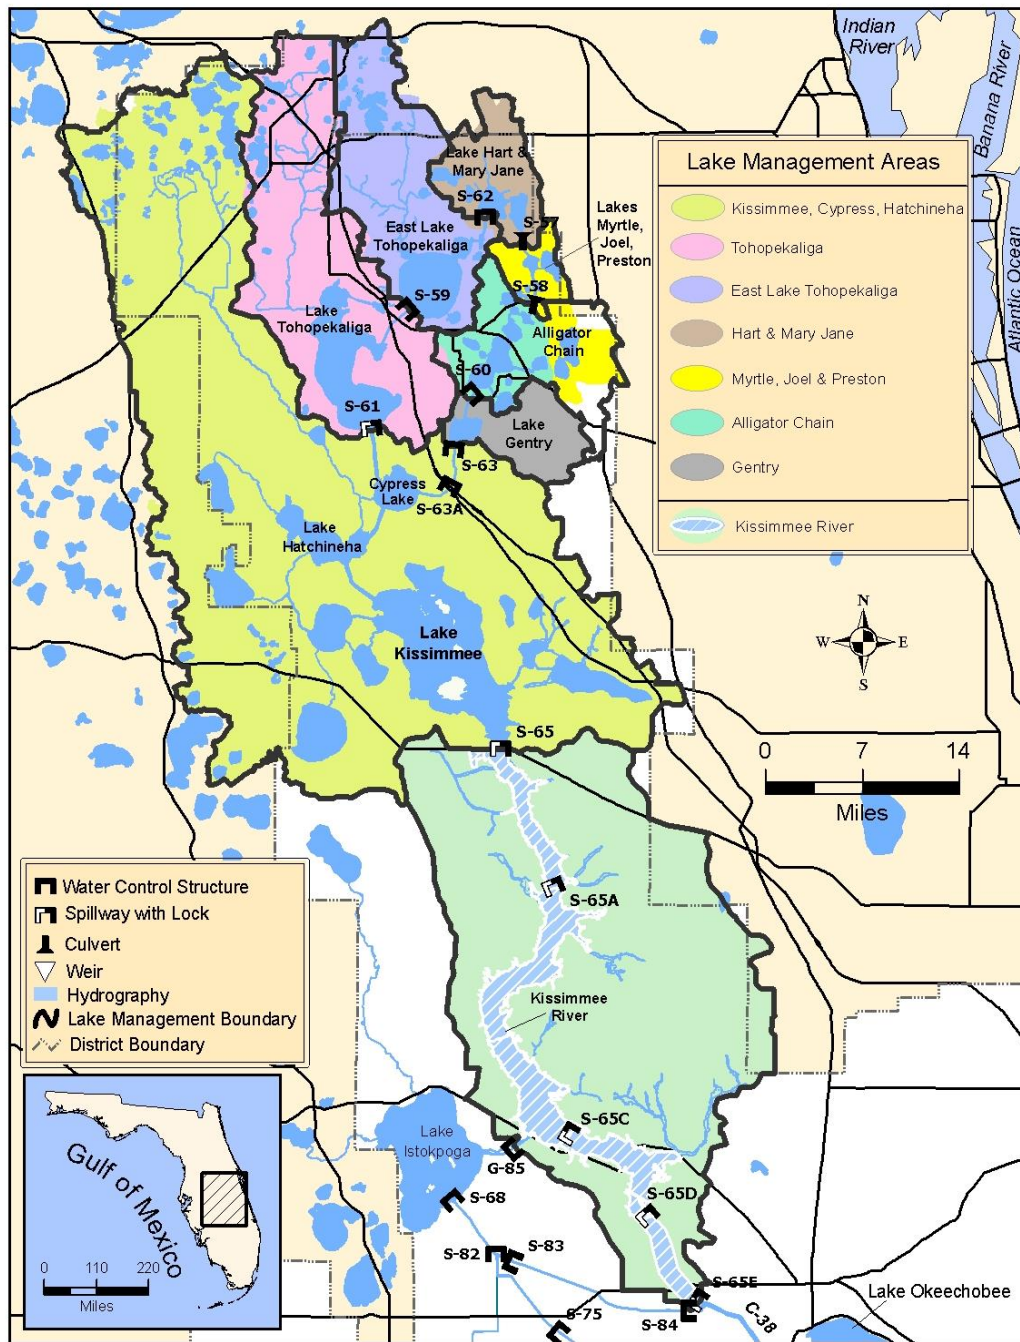 Indian
River
Banana River
Atlantic Ocean
Lake Management Areas
Kissimmee, Cypress, Hatchineha
Tohopekaliga
East Lake Tohopekaliga
Hart & Mary Jane
Myrtle, Joel & Preston
Alligator Chain
Gentry
Kissimmee River
Lake Hart &
Mary Jane
S-62
S-57
Lakes
Myrtle,
Joel,
Preston
East Lake
Tohopekaliga
S-59
S-58
Lake
Tohopekaliga
Alligator
Chain
S-60
S-61
Lake
Gentry
S-63
Cypress
Lake
S-63A
Lake
Hatchineha
Lake
Kissimmee
N
W
E
S
S-65
0 7 14
Miles
Water Control Structure
Spillway with Lock
Culvert
Weir
Hydrography
Lake Management Boundary
District Boundary
S-65A
Kissimmee
River
S-65C
Lake
Istokpoga
G-85
S-68
S-65D
S-82
S-83
S-65E
S-84
S-75
C-38
Lake Okeechobee
Gulf of Mexico
0 110 220
Miles